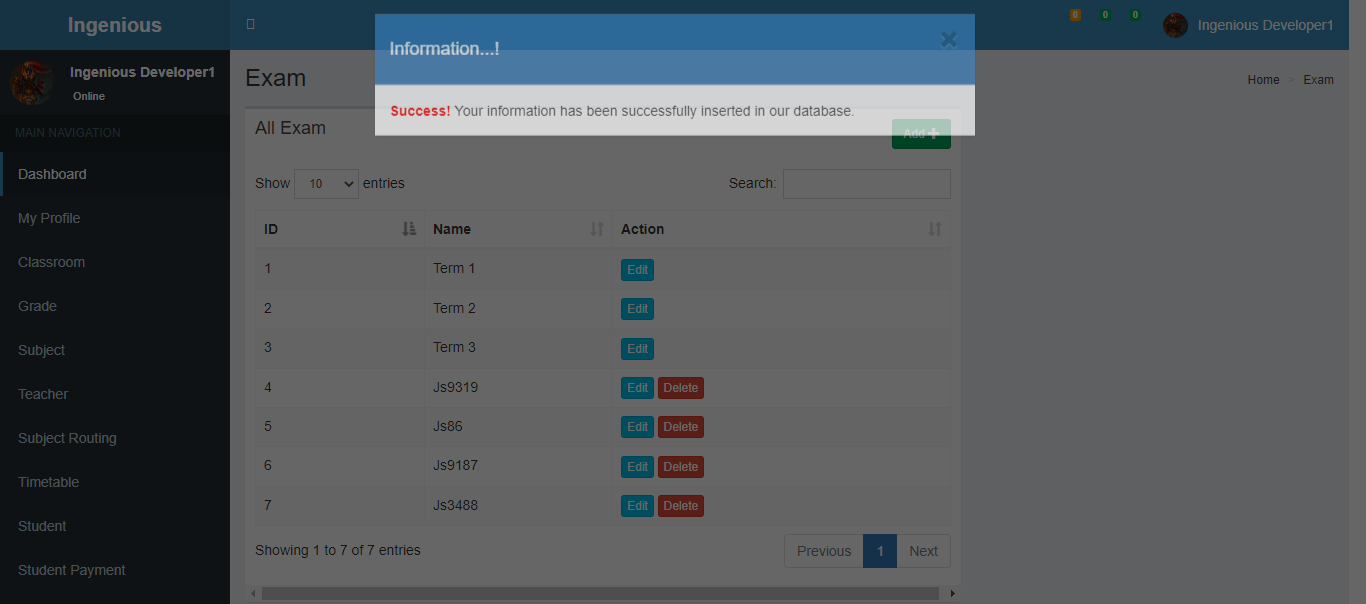 Ingenious
0 0 0 Ingenious Developer1
Information...!
Success! Your information has been successfully inserted in our database.
Ingenious Developer1
Online
MAIN NAVIGATION
Dashboard
My Profile
Classroom
Grade
Subject
Teacher
Subject Routing
Timetable
Student
Student Payment
Exam
Home > Exam
All Exam
Add
Show 10 entries
Search:
ID Name Action
1 Term 1 Edit
2 Term 2 Edit
3 Term 3 Edit
4 Js9319 Edit Delete
5 Js86 Edit Delete
6 Js9187 Edit Delete
7 Js3488 Edit Delete
Showing 1 to 7 of 7 entries
Previous 1 Next